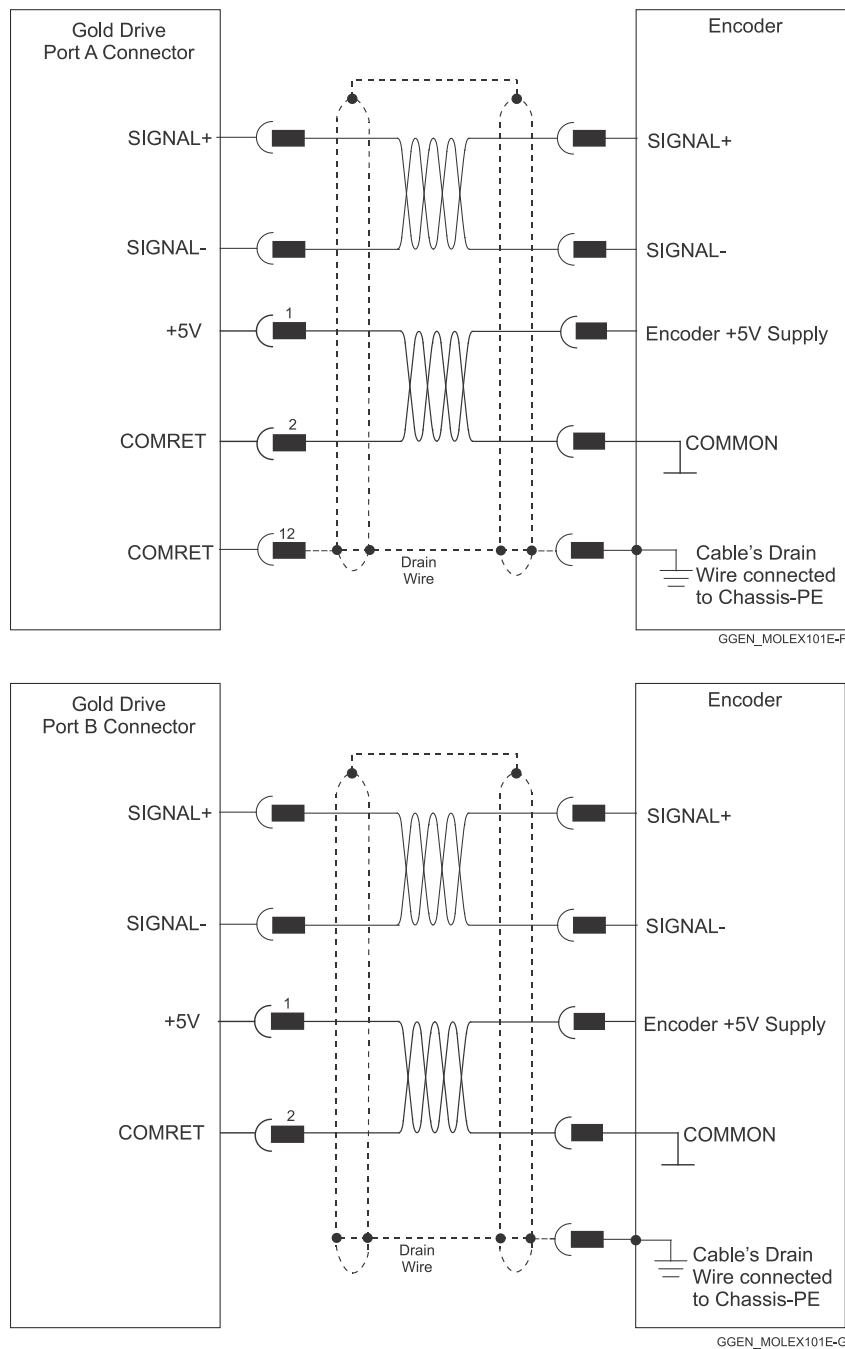 Gold Drive
Port A Connector
Encoder
SIGNAL+
SIGNAL+
SIGNAL-
SIGNAL-
+5V
1
Encoder +5V Supply
COMRET
2
COMMON
COMRET
12
Drain
Wire
Cable's Drain
Wire connected
to Chassis-PE
GGEN_MOLEX101E-F
Gold Drive
Port B Connector
Encoder
SIGNAL+
SIGNAL+
SIGNAL-
SIGNAL-
+5V
1
Encoder +5V Supply
COMRET
2
COMMON
Drain
Wire
Cable's Drain
Wire connected
to Chassis-PE
GGEN_MOLEX101E-G